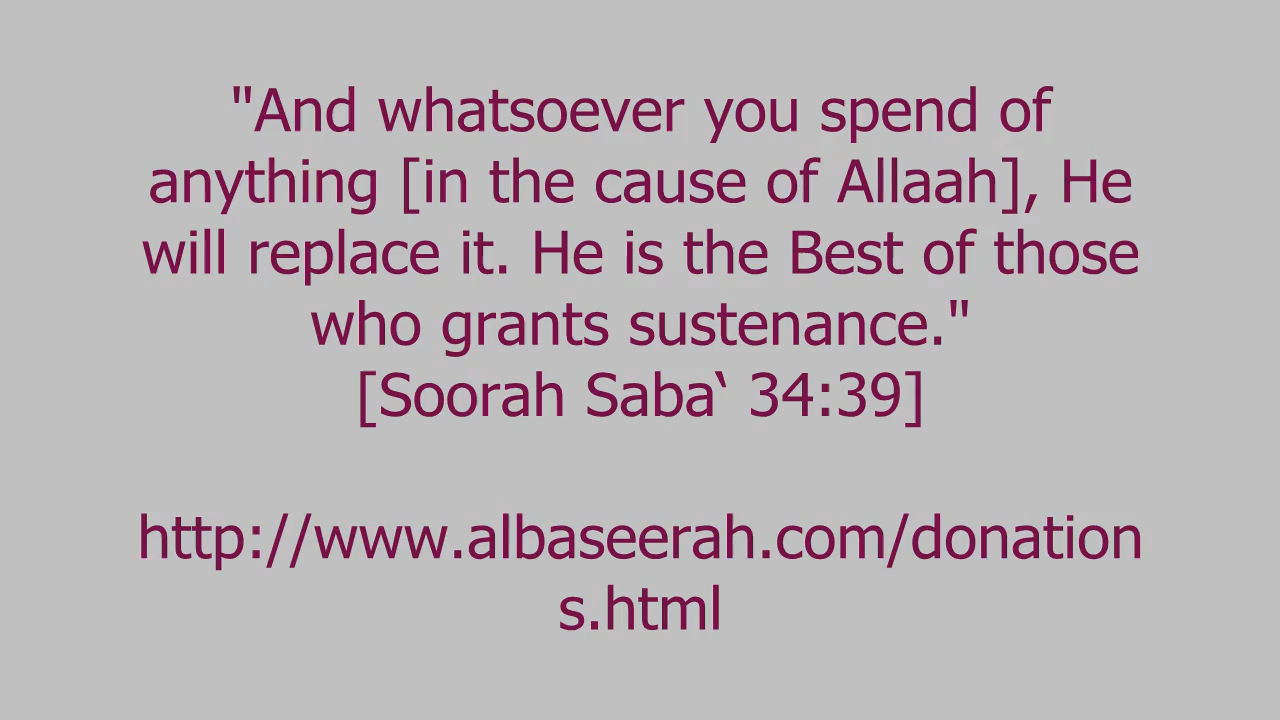 "And whatsoever you spend of
anything [in the cause of Allaah], He
will replace it. He is the Best of those
who grants sustenance."
[Soorah Saba‛ 34:39]
http://www.albaseerah.com/donation
s.html